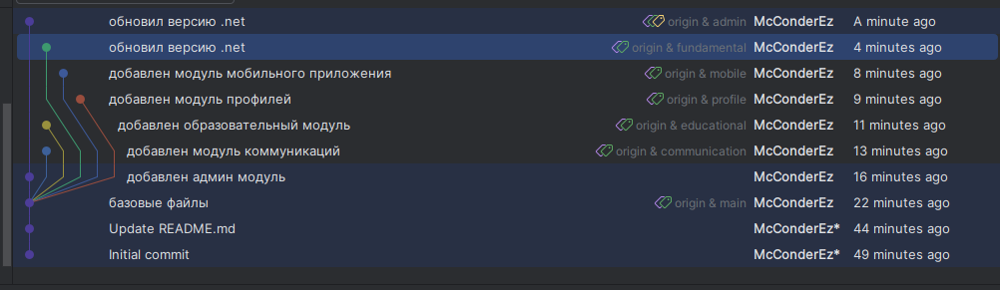 обновил версию .net origin & admin McConderEz A minute ago
обновил версию .net origin & fundamental McConderEz 4 minutes ago
добавлен модуль мобильного приложения origin & mobile McConderEz 8 minutes ago
добавлен модуль профилей origin & profile McConderEz 9 minutes ago
добавлен образовательный модуль origin & educational McConderEz 11 minutes ago
добавлен модуль коммуникаций origin & communication McConderEz 13 minutes ago
добавлен админ модуль McConderEz 16 minutes ago
базовые файлы origin & main McConderEz 22 minutes ago
Update README.md McConderEz* 44 minutes ago
Initial commit McConderEz* 49 minutes ago